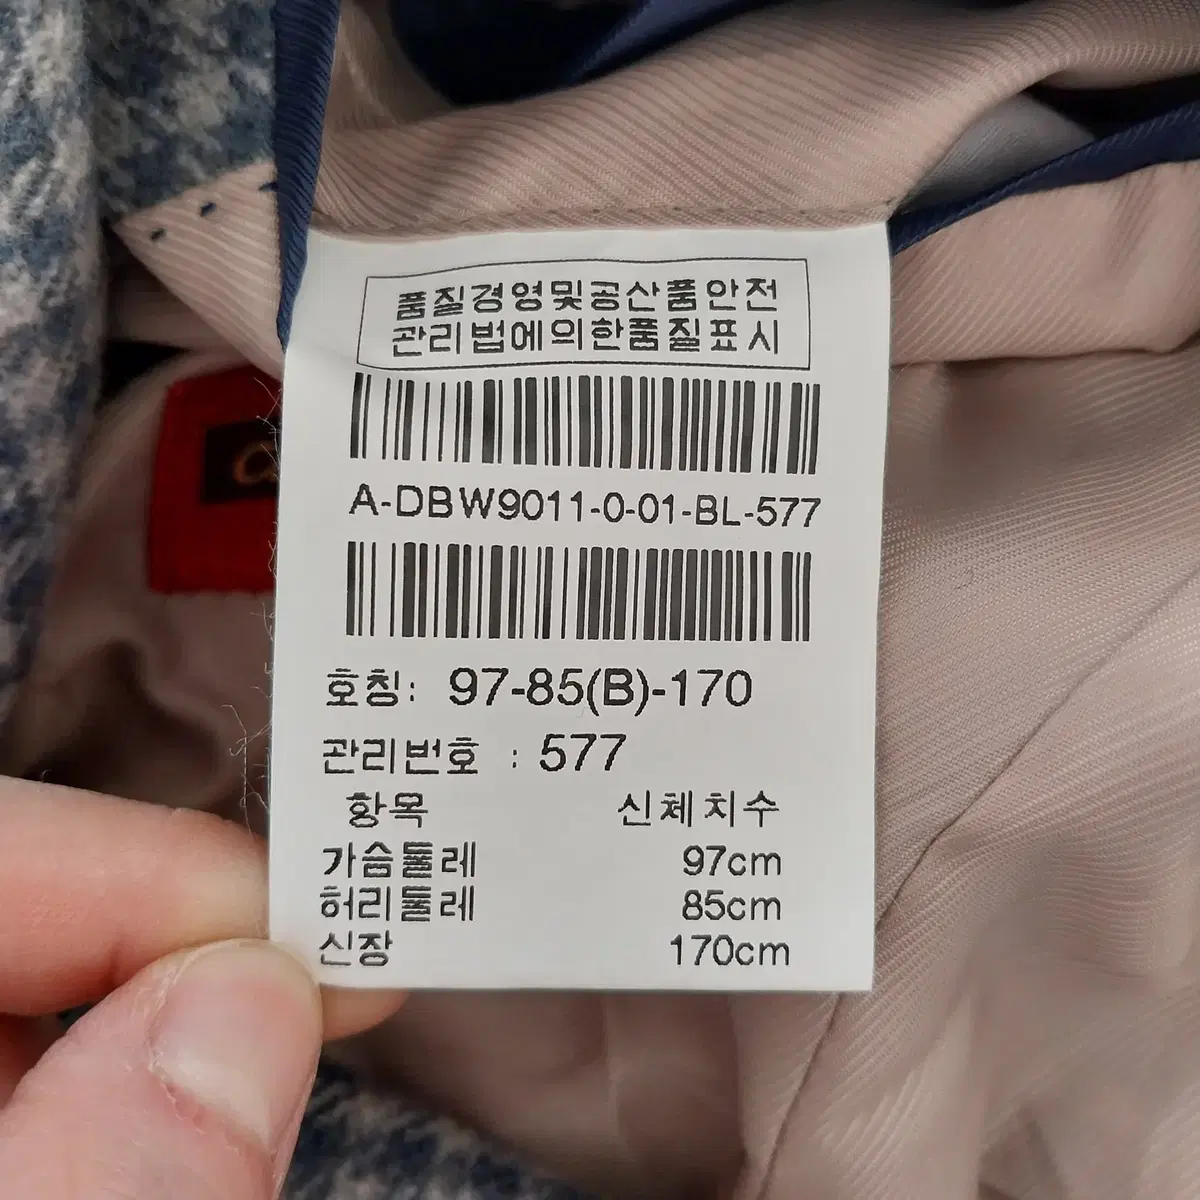 품질경영및공산품안전
관리법에의한품질표시
A-DBW9011-0-01-BL-577
호칭: 97-85(B)-170
관리번호 : 577
항목 신체치수
가슴둘레 97cm
허리둘레 85cm
신장 170cm